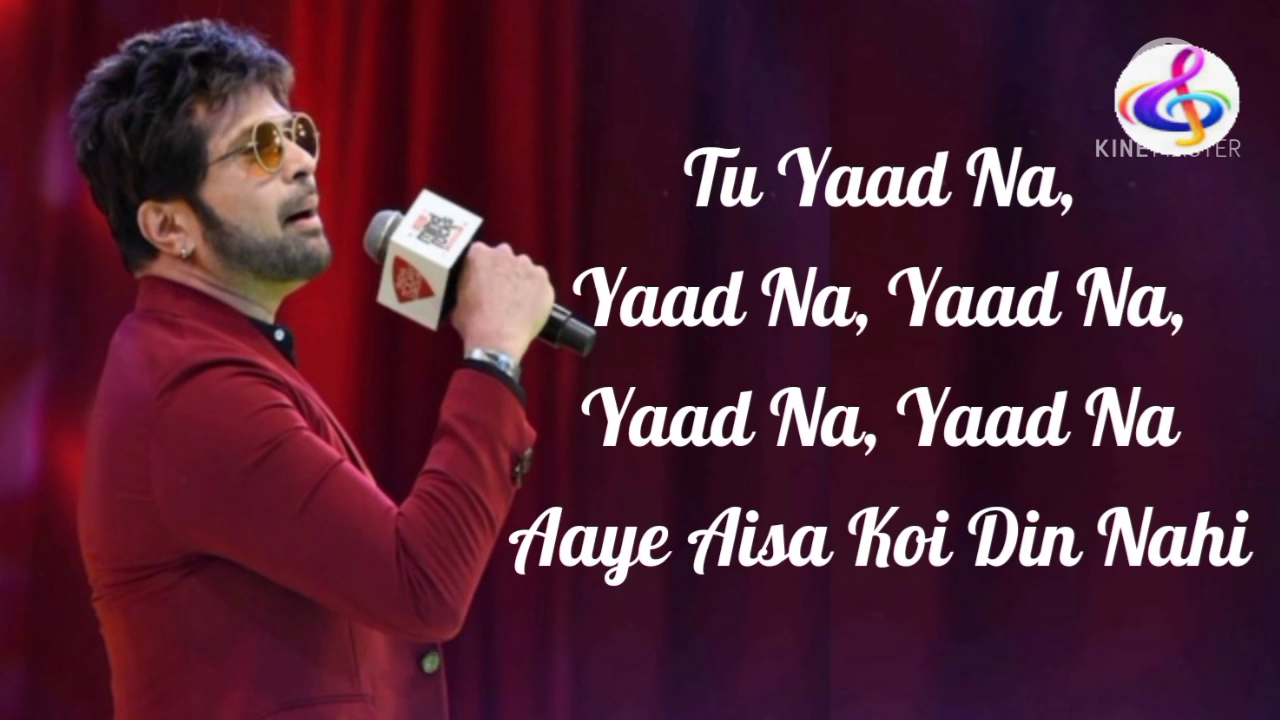 Tu Yaad Na,
Yaad Na, Yaad Na,
Yaad Na, Yaad Na
Aaye Aisa Koi Din Nahi